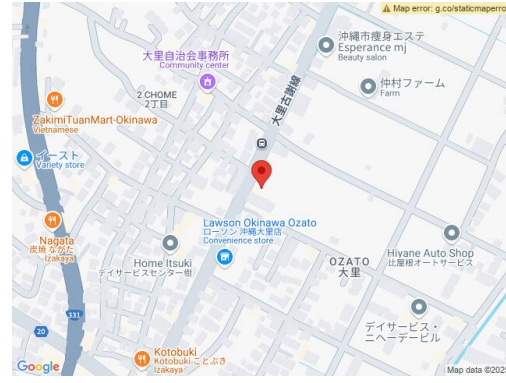 Map error: g.co/staticmaperro
沖縄市痩身エステ
Esperance mj
Beauty salon
大里自治会事務所
Community center
仲村ファーム
Farm
2 CHOME
2丁目
大里古謝線
ZakimiTuanMart-Okinawa
Vietnamese
イースト
Variety store
Nagata
炭焼 ながた
Izakaya
Lawson Okinawa Ozato
ローソン 沖縄大里店
Convenience store
Home Itsuki
デイサービスセンター樹
OZATO
大里
Hiyane Auto Shop
比屋根オートサービス
331
20
デイサービス・
ニヘーデービル
Kotobuki
Kotobuki ことぶき
Izakaya
Google
Map data ©2025